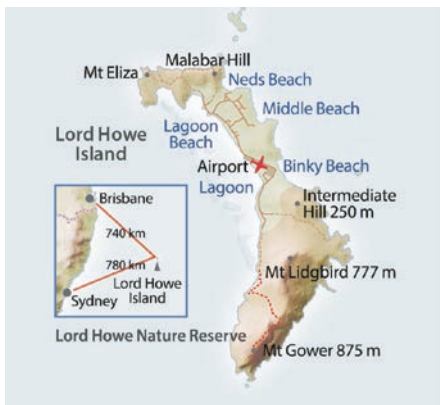 Malabar Hill
Mt Eliza
Neds Beach
Middle Beach
Lagoon
Beach
Lord Howe
Island
Airport
Binky Beach
Lagoon
Intermediate
Hill 250 m
Brisbane
740 km
780 km
Lord Howe
Island
Sydney
Mt Lidgbird 777 m
Lord Howe Nature Reserve
Mt Gower 875 m